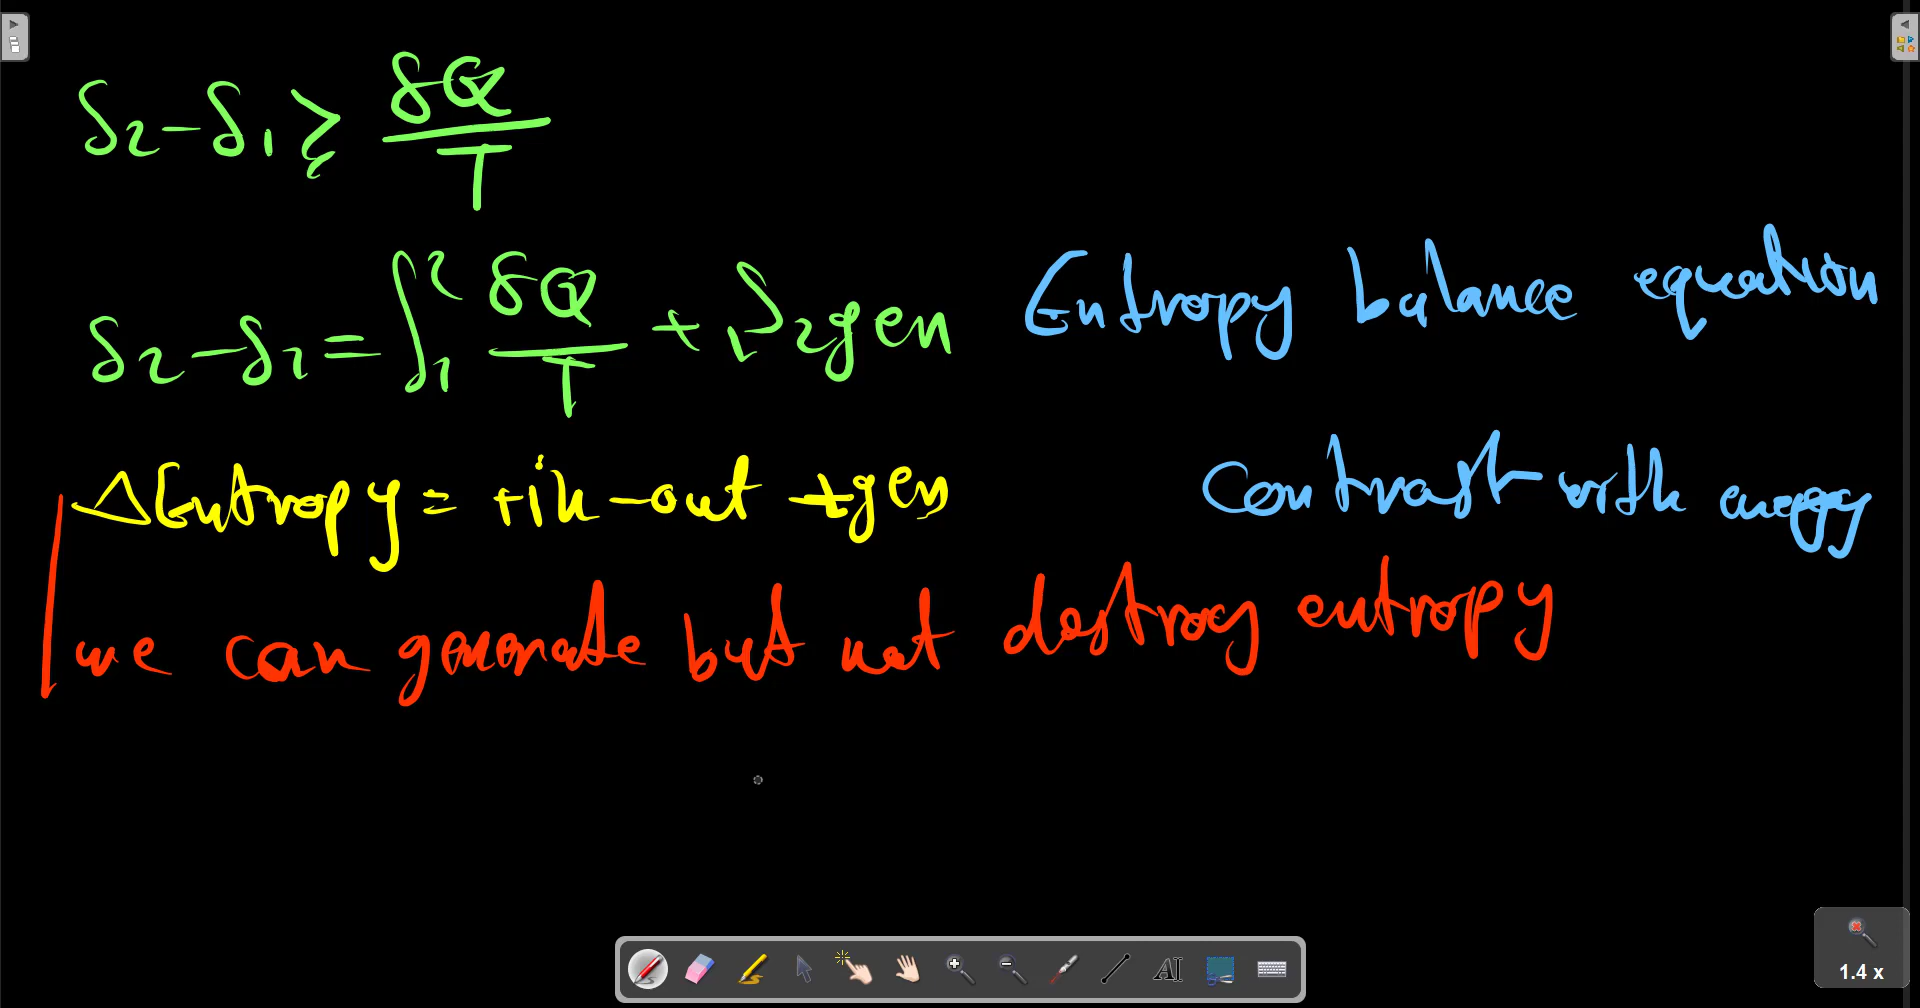 S2-S1 ≥ δQ/T
S2-S1 = ∫₁² δQ/T + 1S2gen Entropy balance equation
ΔEntropy = +in -out +gen contrast with energy
we can generate but not destroy entropy
1.4 x